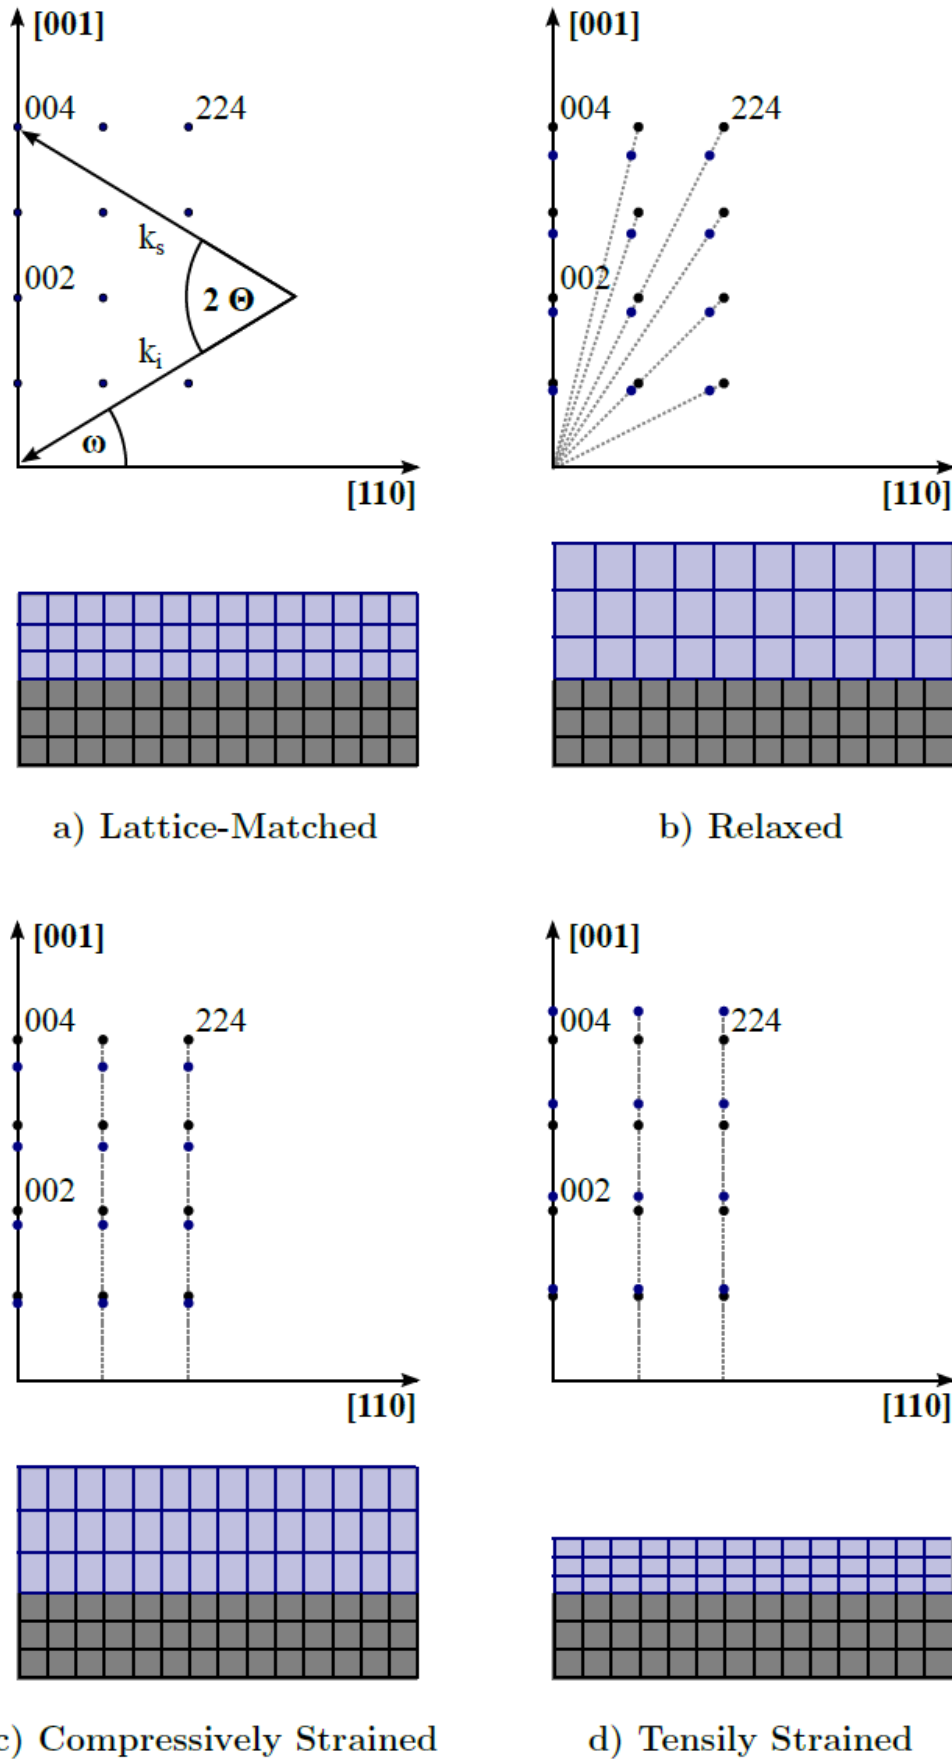 [001]
004
224
k_s
002
2 Θ
k_i
ω
[110]
a) Lattice-Matched
[001]
004
224
002
[110]
b) Relaxed
[001]
004
224
002
[110]
c) Compressively Strained
[001]
004
224
002
[110]
d) Tensily Strained